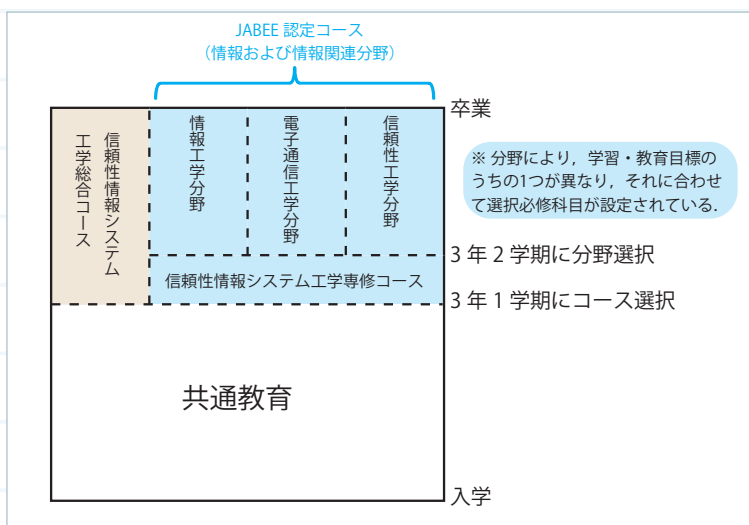 JABEE 認定コース
（情報および情報関連分野）
卒業
信頼性情報システム
工学総合コース
情報工学分野
電子通信工学分野
信頼性工学分野
※ 分野により，学習・教育目標の
うちの1つが異なり，それに合わせ
て選択必修科目が設定されている．
3 年 2 学期に分野選択
信頼性情報システム工学専修コース
3 年 1 学期にコース選択
共通教育
入学